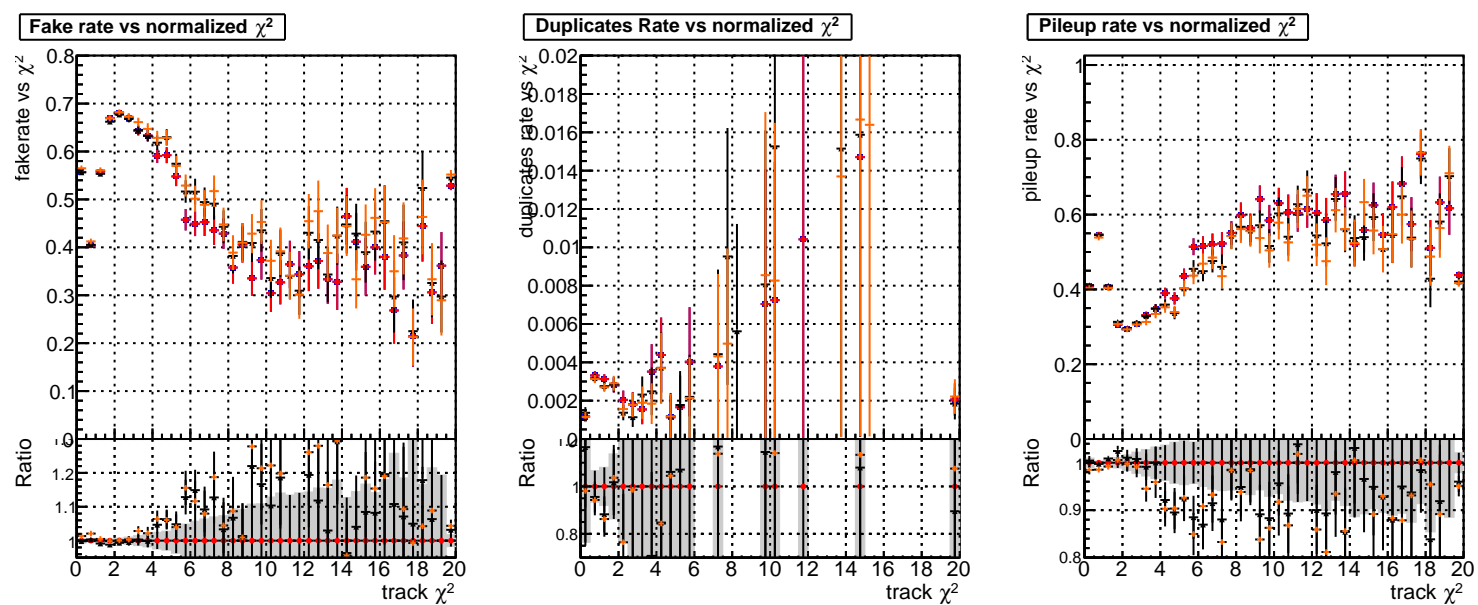 Fake rate vs normalized χ²
fakerate vs χ²
0.8
0.7
0.6
0.5
0.4
0.3
0.2
0.1
0
Ratio
1.2
1.1
1
0 2 4 6 8 10 12 14 16 18 20
track χ²
Duplicates Rate vs normalized χ²
duplicates rate vs χ²
0.02
0.018
0.016
0.014
0.012
0.01
0.008
0.006
0.004
0.002
0
Ratio
1
0.8
0 2 4 6 8 10 12 14 16 18 20
track χ²
Pileup rate vs normalized χ²
pileup rate vs χ²
1
0.8
0.6
0.4
0.2
0
Ratio
1
0.9
0.8
0 2 4 6 8 10 12 14 16 18 20
track χ²